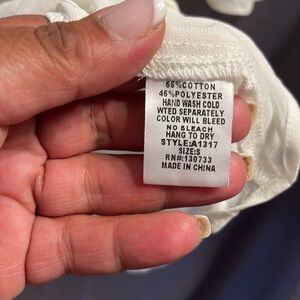 55%COTTON
45%POLYESTER
HAND WASH COLD
WTED SEPARATELY
COLOR WILL BLEED
NO BLEACH
HANG TO DRY
STYLE:A1317
SIZE:S
RN#:130733
MADE IN CHINA